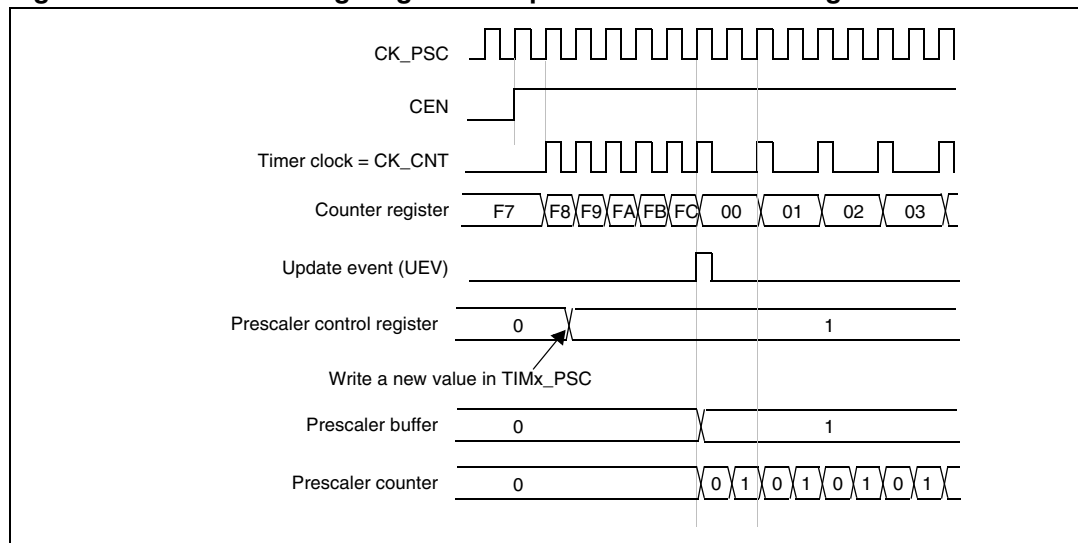 CK_PSC
CEN
Timer clock = CK_CNT
Counter register F7 F8 F9 FA FB FC 00 01 02 03
Update event (UEV)
Prescaler control register 0 1
Write a new value in TIMx_PSC
Prescaler buffer 0 1
Prescaler counter 0 0 1 0 1 0 1 0 1